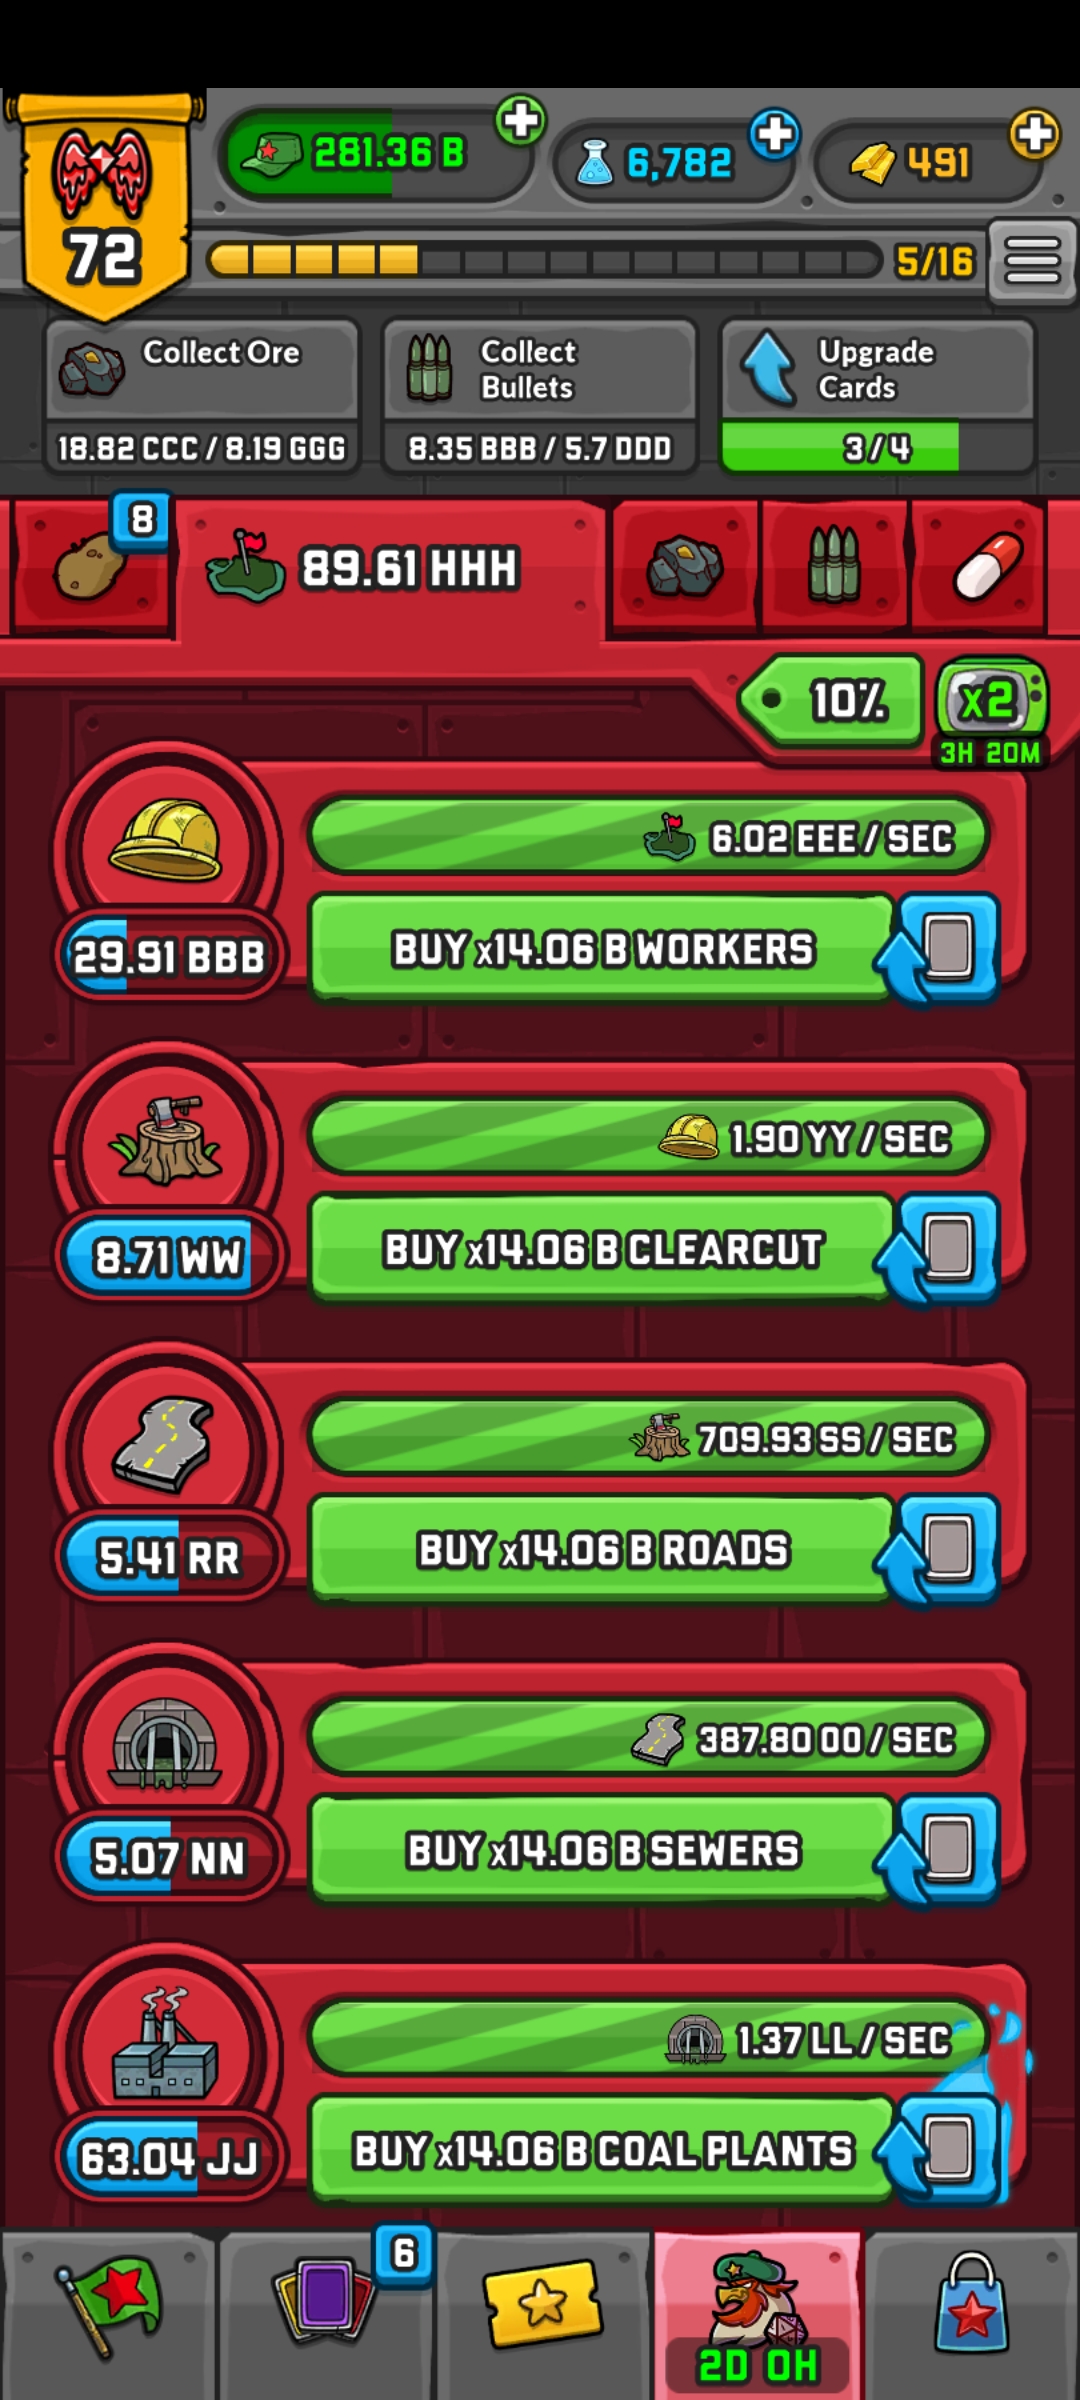 281.36 B
6,782
491
72
5/16
Collect Ore
18.82 CCC / 8.19 GGG
Collect
Bullets
8.35 BBB / 5.7 DDD
Upgrade
Cards
3/4
8
89.61 HHH
10%
x2
3H 20M
6.02 EEE / SEC
29.91 BBB
BUY x14.06 B WORKERS
1.90 YY / SEC
8.71 WW
BUY x14.06 B CLEARCUT
709.93 SS / SEC
5.41 RR
BUY x14.06 B ROADS
387.80 OO / SEC
5.07 NN
BUY x14.06 B SEWERS
1.37 LL / SEC
63.04 JJ
BUY x14.06 B COAL PLANTS
6
2D 0H